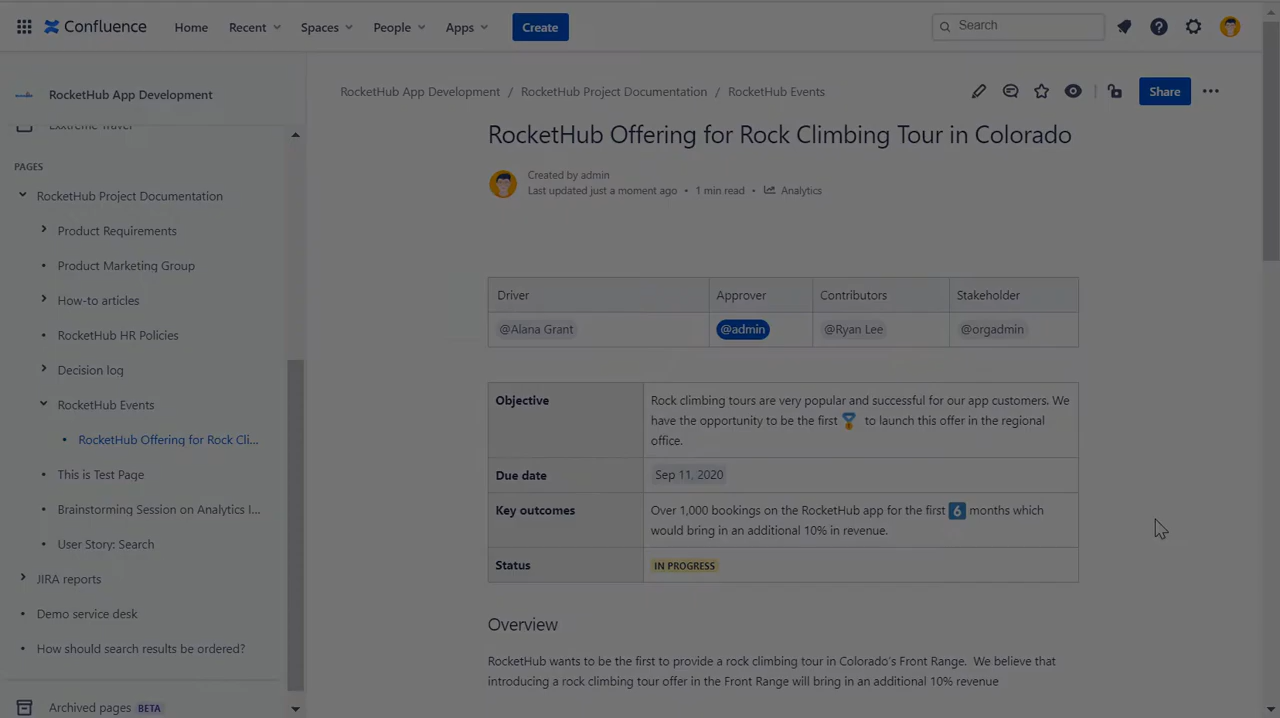 Confluence Home Recent Spaces People Apps Create Search
RocketHub App Development
Exxtreme Travel
PAGES
RocketHub Project Documentation
Product Requirements
Product Marketing Group
How-to articles
RocketHub HR Policies
Decision log
RocketHub Events
RocketHub Offering for Rock Cli...
This is Test Page
Brainstorming Session on Analytics I...
User Story: Search
JIRA reports
Demo service desk
How should search results be ordered?
Archived pages BETA
RocketHub App Development / RocketHub Project Documentation / RocketHub Events
Share
RocketHub Offering for Rock Climbing Tour in Colorado
Created by admin
Last updated just a moment ago • 1 min read • Analytics
Driver Approver Contributors Stakeholder
@Alana Grant @admin @Ryan Lee @orgadmin
Objective Rock climbing tours are very popular and successful for our app customers. We
have the opportunity to be the first to launch this offer in the regional
office.
Due date Sep 11, 2020
Key outcomes Over 1,000 bookings on the RocketHub app for the first 6 months which
would bring in an additional 10% in revenue.
Status IN PROGRESS
Overview
RocketHub wants to be the first to provide a rock climbing tour in Colorado's Front Range. We believe that
introducing a rock climbing tour offer in the Front Range will bring in an additional 10% revenue